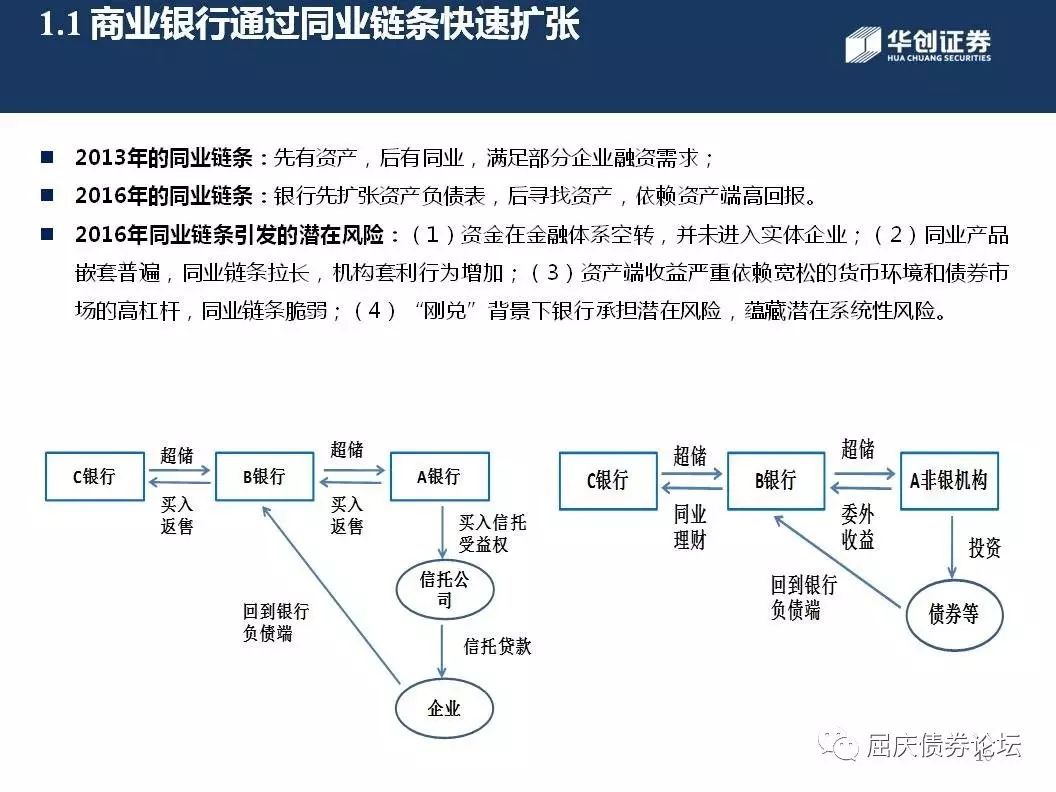 1.1 商业银行通过同业链条快速扩张
华创证券
HUA CHUANG SECURITIES
2013年的同业链条：先有资产，后有同业，满足部分企业融资需求；
2016年的同业链条：银行先扩张资产负债表，后寻找资产，依赖资产端高回报。
2016年同业链条引发的潜在风险：（1）资金在金融体系空转，并未进入实体企业；（2）同业产品
嵌套普遍，同业链条拉长，机构套利行为增加；（3）资产端收益严重依赖宽松的货币环境和债券市
场的高杠杆，同业链条脆弱；（4）“刚兑”背景下银行承担潜在风险，蕴藏潜在系统性风险。
C银行
超储
买入
返售
B银行
超储
买入
返售
A银行
买入信托
受益权
信托公
司
信托贷款
企业
回到银行
负债端
C银行
超储
同业
理财
B银行
超储
委外
收益
A非银机构
投资
债券等
回到银行
负债端
屈庆债券论坛